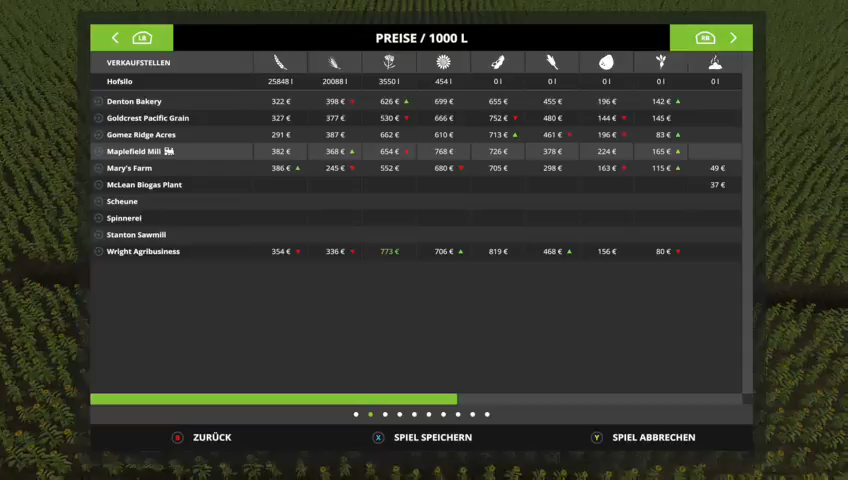 LB PREISE / 1000 L RB
VERKAUFSTELLEN
Hofsilo 25848 l 20088 l 3550 l 454 l 0 l 0 l 0 l 0 l 0 l
Denton Bakery 322 € 398 € 626 € 699 € 655 € 455 € 196 € 142 €
Goldcrest Pacific Grain 327 € 377 € 530 € 666 € 752 € 480 € 144 € 145 €
Gomez Ridge Acres 291 € 387 € 662 € 610 € 713 € 461 € 196 € 83 €
Maplefield Mill 382 € 368 € 654 € 768 € 726 € 378 € 224 € 165 €
Mary's Farm 386 € 245 € 552 € 680 € 705 € 298 € 163 € 115 € 49 €
McLean Biogas Plant 37 €
Scheune
Spinnerei
Stanton Sawmill
Wright Agribusiness 354 € 336 € 773 € 706 € 819 € 468 € 156 € 80 €
B ZURÜCK X SPIEL SPEICHERN Y SPIEL ABBRECHEN